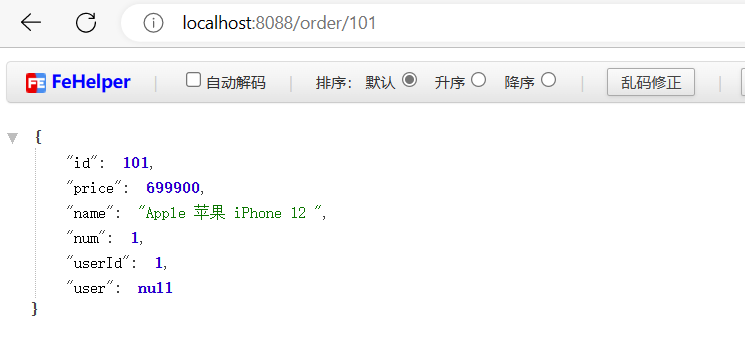 localhost:8088/order/101
FeHelper | 自动解码 | 排序: 默认 升序 降序 | 乱码修正 |
{
"id": 101,
"price": 699900,
"name": "Apple 苹果 iPhone 12 ",
"num": 1,
"userId": 1,
"user": null
}